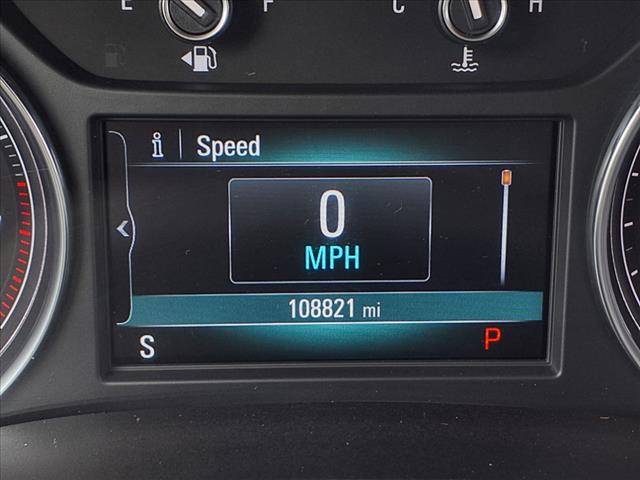 E F C H
i Speed
0
MPH
108821 mi
S P